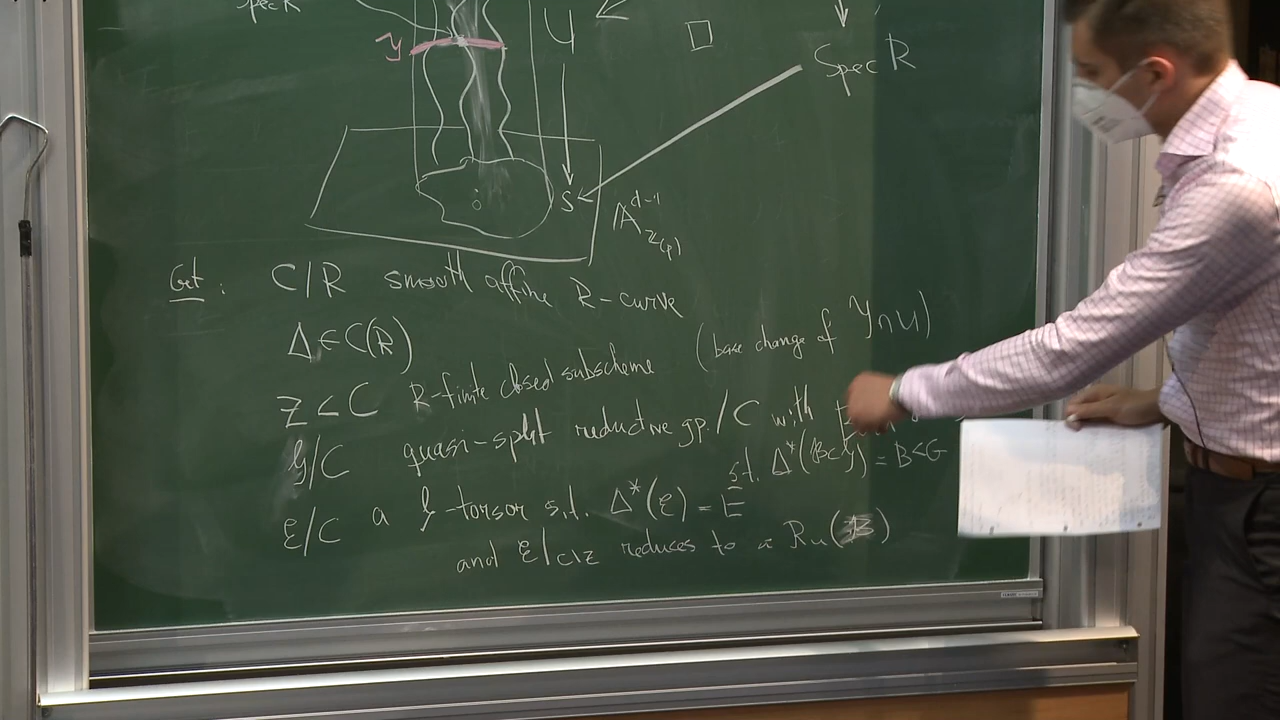 Spec R
y
U
□
Spec R
S
A^{d-1}_{Z_{(p)}}
Get: C/R smooth affine R-curve
Δ ∈ C(R)
Z < C R-finite closed subscheme (base change of Y∩U)
𝒢/C quasi-split reductive gp./C with
s.t. Δ*(ℬ<𝒢) = B<G
ℰ/C a 𝒢-torsor s.t. Δ*(ℰ) = E
and ℰ/C\Z reduces to a R_u(ℬ)